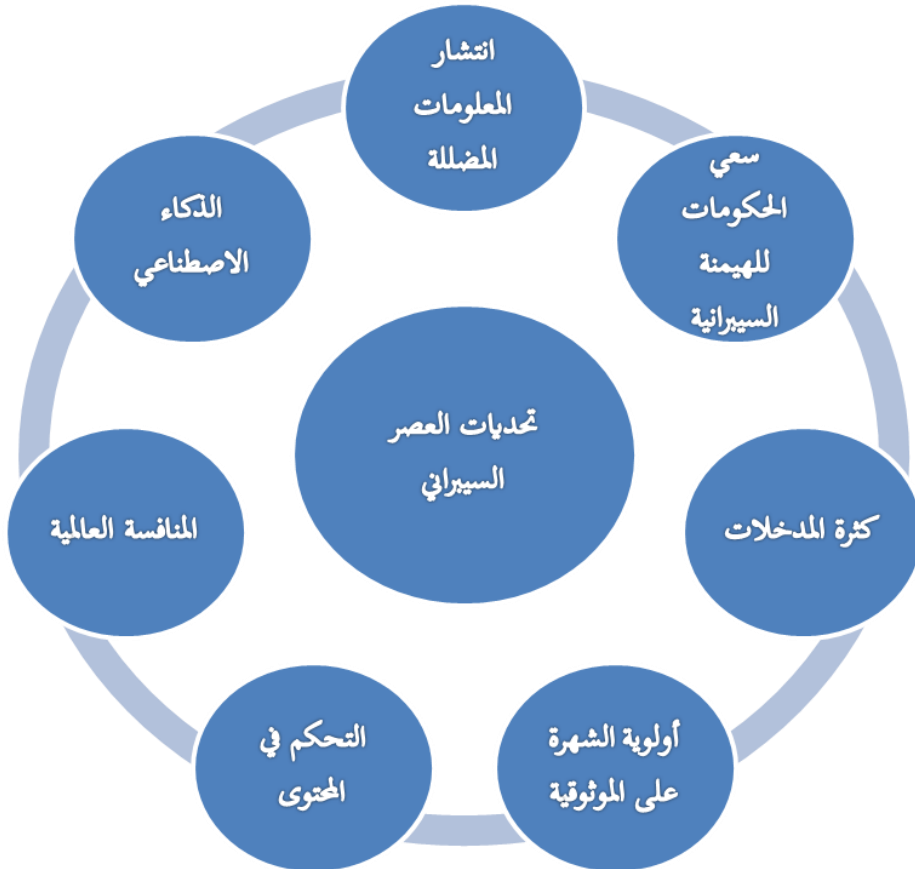 انتشار
المعلومات
المضللة
سعي
الحكومات
للهيمنة
السيبرانية
كثرة المدخلات
أولوية الشهرة
على الموثوقية
التحكم في
المحتوى
المنافسة العالمية
الذكاء
الاصطناعي
تحديات العصر
السيبراني